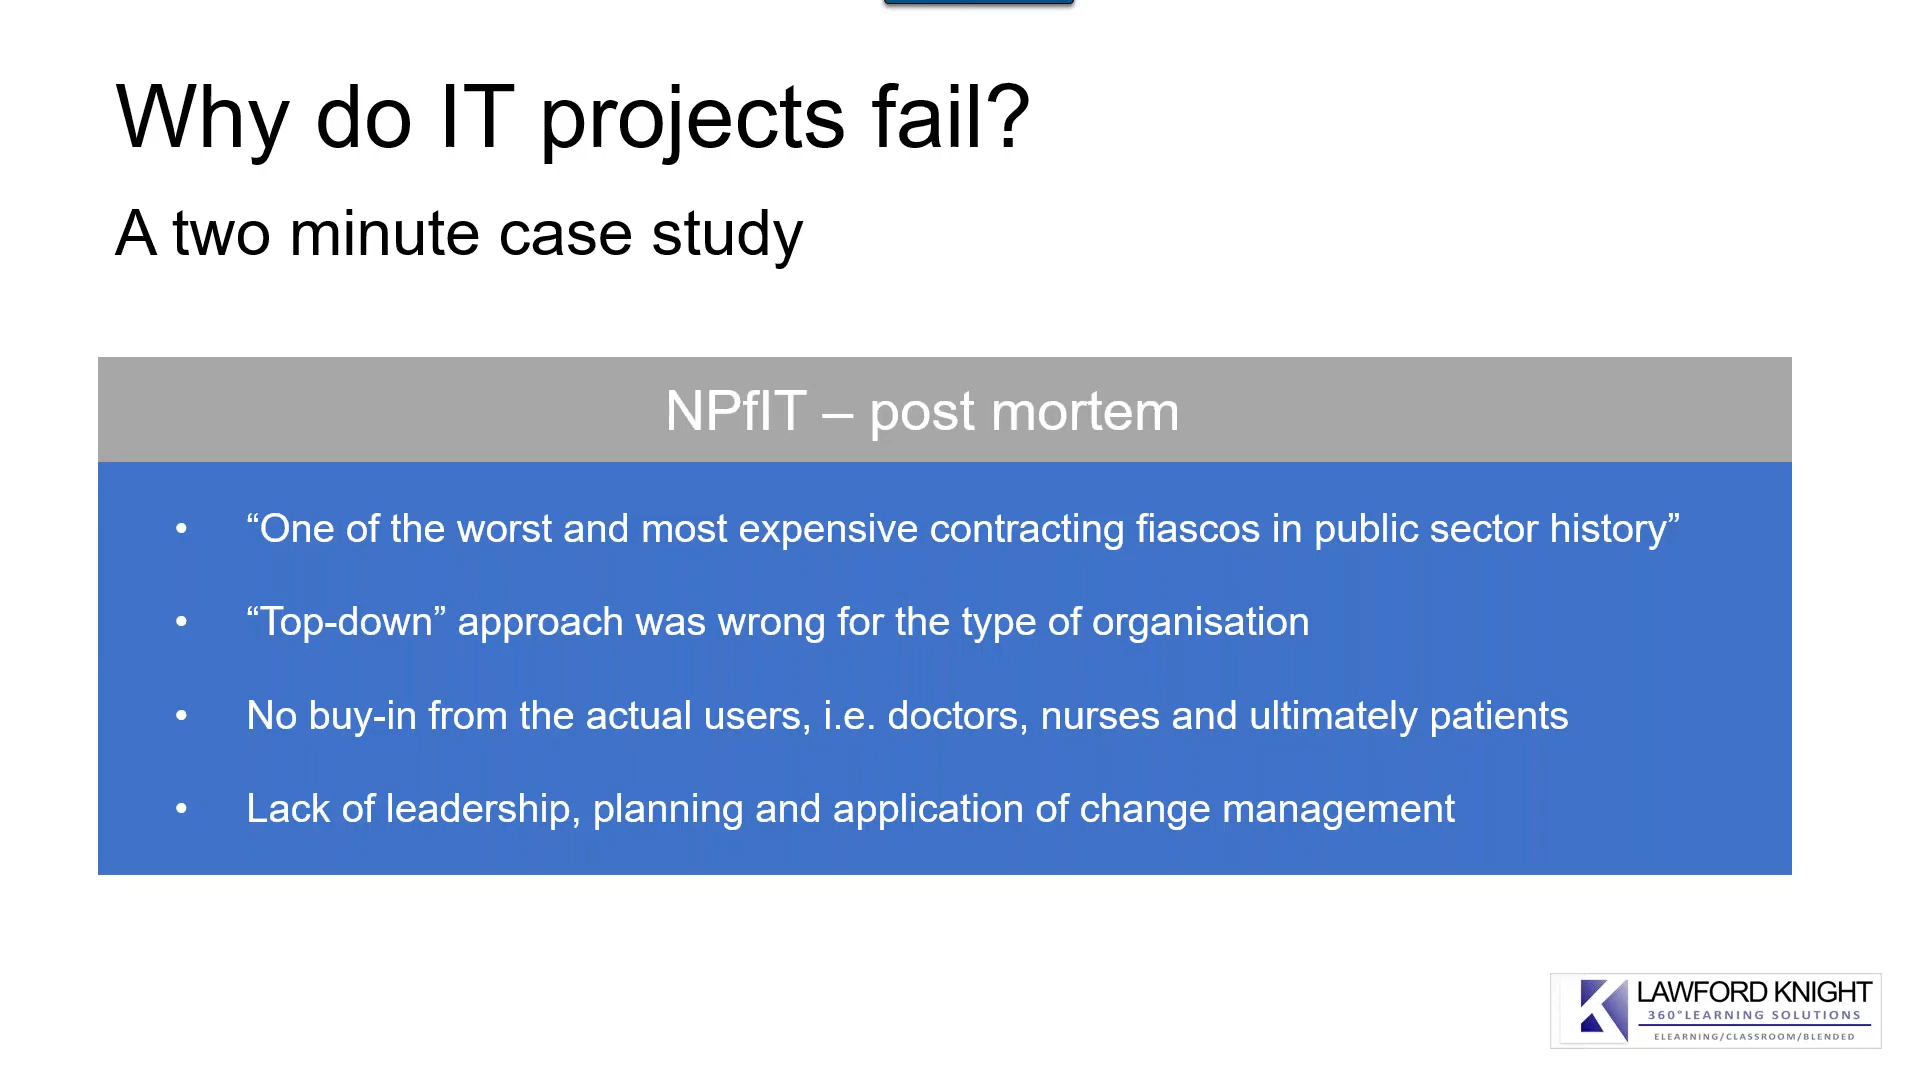 Why do IT projects fail?
A two minute case study
NPfIT – post mortem
• “One of the worst and most expensive contracting fiascos in public sector history”
• “Top-down” approach was wrong for the type of organisation
• No buy-in from the actual users, i.e. doctors, nurses and ultimately patients
• Lack of leadership, planning and application of change management
LAWFORD KNIGHT
360°LEARNING SOLUTIONS
ELEARNING/CLASSROOM/BLENDED